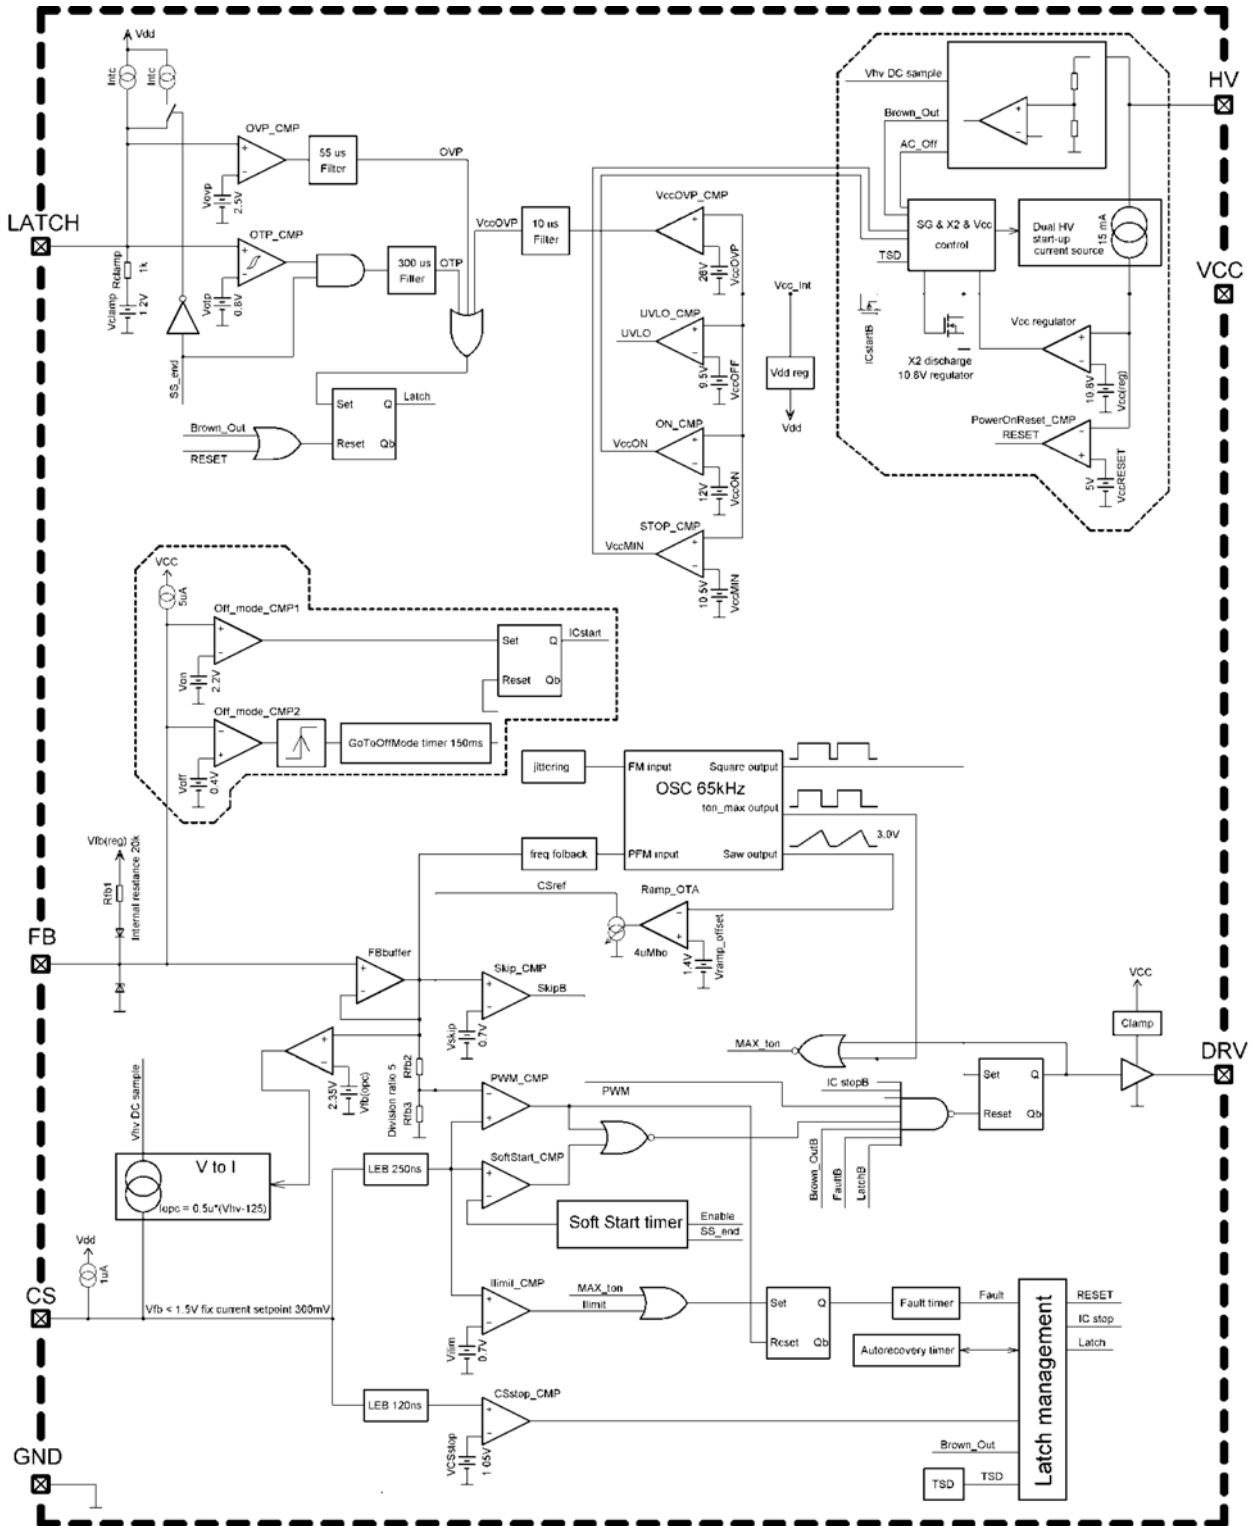 Vdd
Intc
Intc
OVP_CMP
55 us
Filter
OVP
Vovp
2.5V
LATCH
OTP_CMP
300 us
Filter
OTP
Rclamp
1k
Vclamp
1.2V
Votp
0.8V
SS_end
Brown_Out
RESET
Set
Q
Reset
Qb
Latch
VccOVP
10 us
Filter
VccOVP_CMP
26V
VccOVP
UVLO_CMP
UVLO
9.5V
VccOFF
ON_CMP
VccON
12V
VccON
STOP_CMP
VccMIN
10.5V
VccMIN
Vcc_Int
Vdd reg
Vdd
Vhv DC sample
Brown_Out
AC_Off
HV
SG & X2 & Vcc
control
Dual HV
start-up
current source
15 mA
TSD
VCC
ICstartB
X2 discharge
10.8V regulator
Vcc regulator
10.8V
Vcc(reg)
PowerOnReset_CMP
RESET
5V
VccRESET
VCC
5uA
Off_mode_CMP1
Von
2.2V
Set
Q
Reset
Qb
ICstart
Off_mode_CMP2
GoToOffMode timer 150ms
Voff
0.4V
jittering
FM input
Square output
OSC 65kHz
ton_max output
freq folback
PFM input
Saw output
3.0V
Vfb(reg)
Rfb1
Internal resitance 20k
CSref
Ramp_OTA
4uMho
1.4V
Vramp_offset
FB
FBbuffer
Skip_CMP
SkipB
Vskip
0.7V
VCC
Clamp
DRV
MAX_ton
2.35V
Vfb(opc)
Rfb2
Division ratio 5
Rfb3
PWM_CMP
PWM
IC stopB
Set
Q
Reset
Qb
Vhv DC sample
V to I
Iopc = 0.5u*(Vhv-125)
LEB 250ns
SoftStart_CMP
Brown_OutB
FaultB
LatchB
Soft Start timer
Enable
SS_end
Vdd
1uA
CS
Vfb < 1.5V fix current setpoint 300mV
Ilimit_CMP
MAX_ton
Ilimit
Vilim
0.7V
Set
Q
Reset
Qb
Fault timer
Fault
Autorecovery timer
Latch management
RESET
IC stop
Latch
LEB 120ns
CSstop_CMP
VCSstop
1.05V
Brown_Out
TSD
TSD
GND